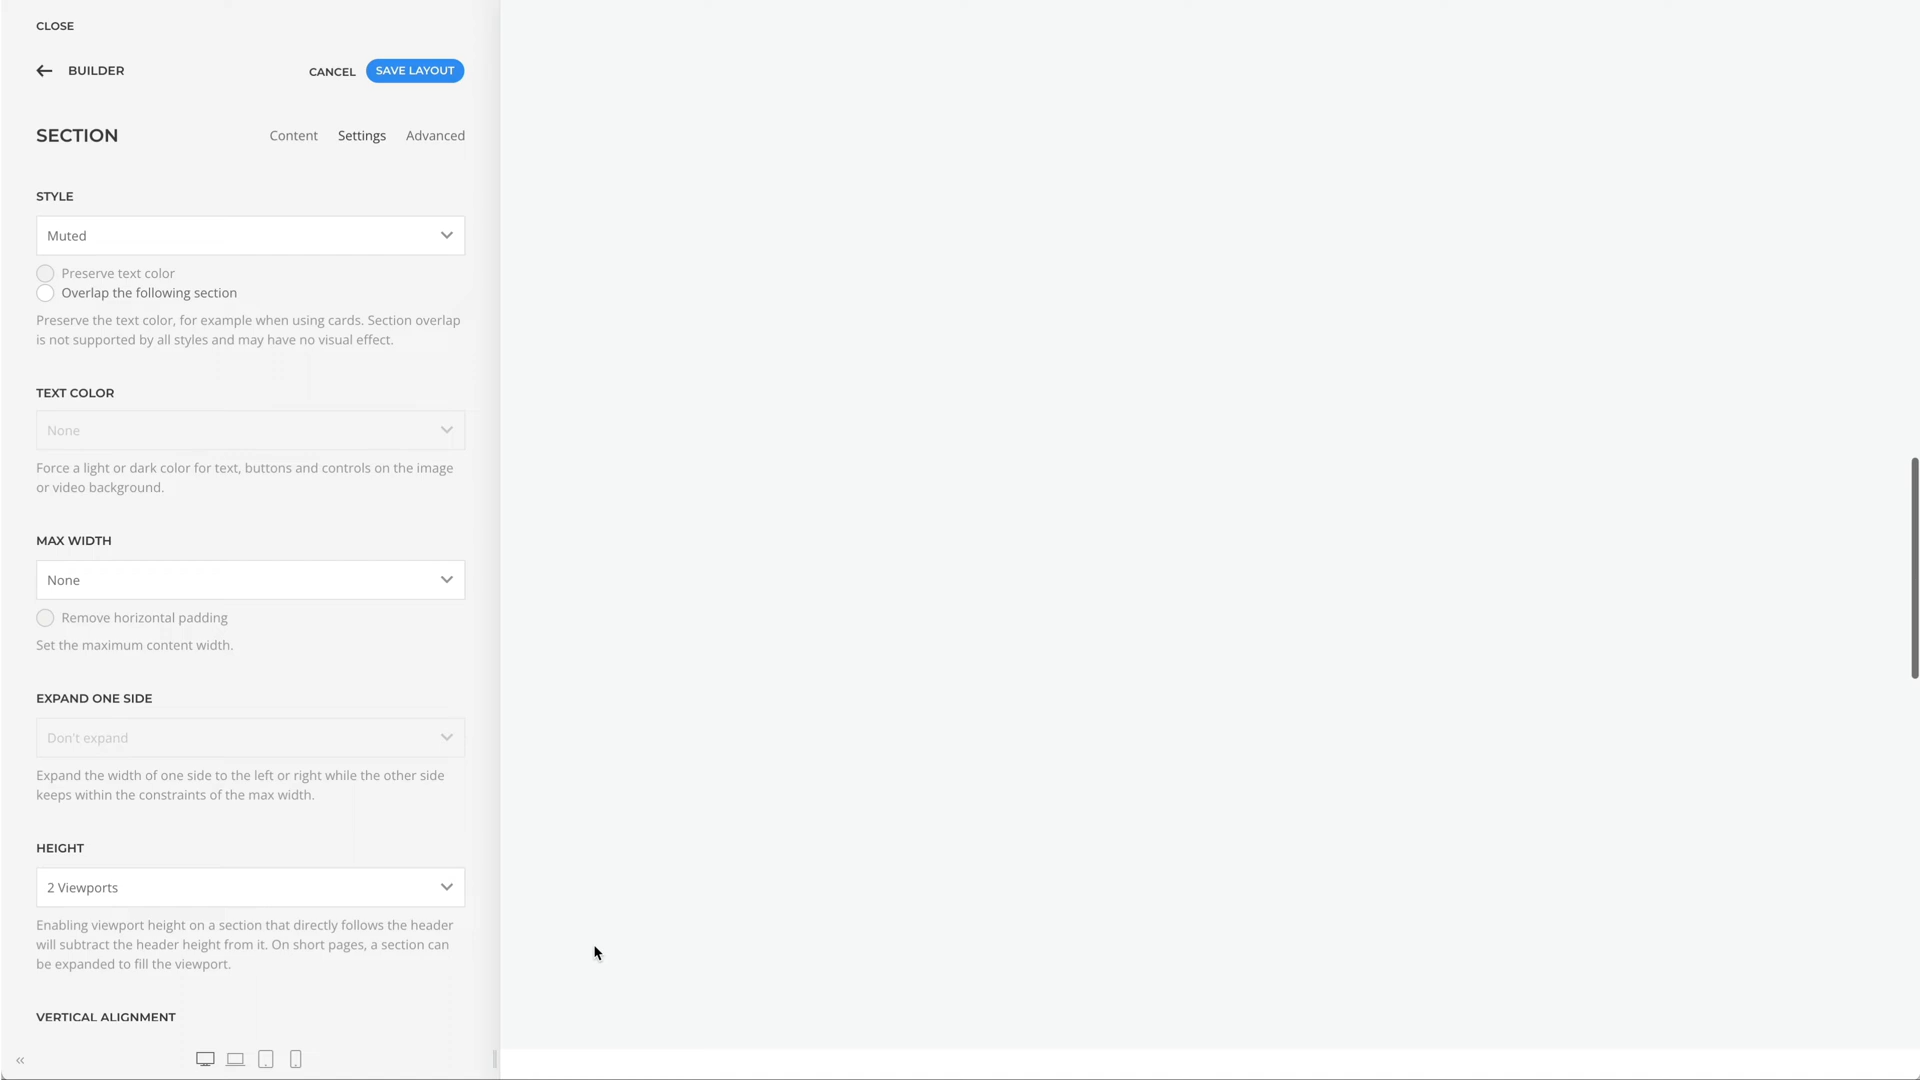 CLOSE
BUILDER
CANCEL
SAVE LAYOUT
SECTION
Content
Settings
Advanced
STYLE
Muted
Preserve text color
Overlap the following section
Preserve the text color, for example when using cards. Section overlap
is not supported by all styles and may have no visual effect.
TEXT COLOR
None
Force a light or dark color for text, buttons and controls on the image
or video background.
MAX WIDTH
None
Remove horizontal padding
Set the maximum content width.
EXPAND ONE SIDE
Don't expand
Expand the width of one side to the left or right while the other side
keeps within the constraints of the max width.
HEIGHT
2 Viewports
Enabling viewport height on a section that directly follows the header
will subtract the header height from it. On short pages, a section can
be expanded to fill the viewport.
VERTICAL ALIGNMENT